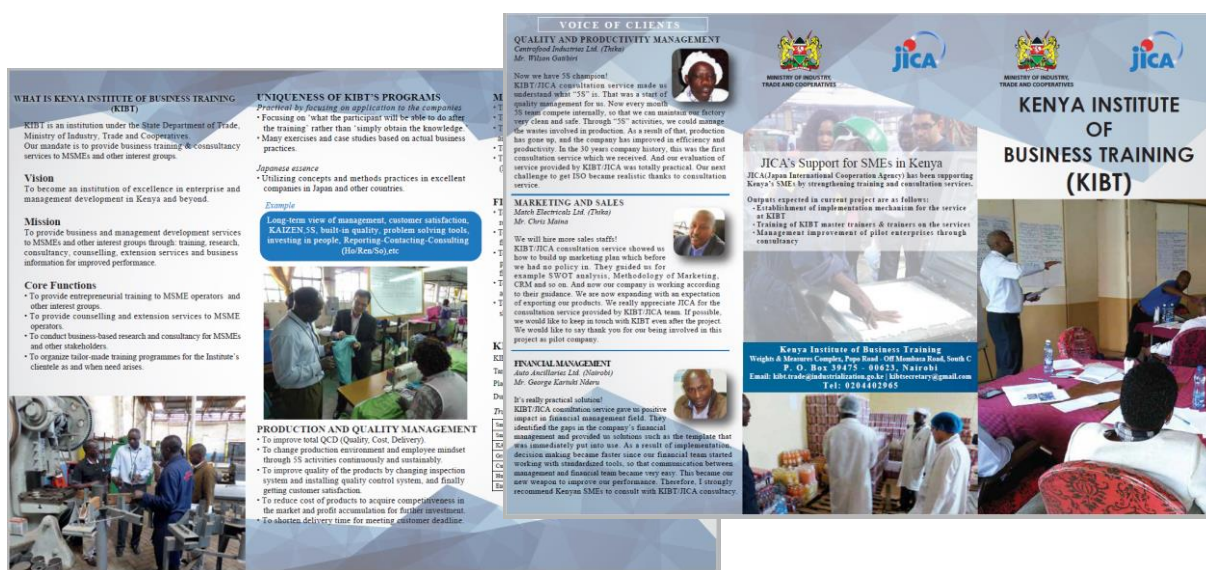 WHAT IS KENYA INSTITUTE OF BUSINESS TRAINING
(KIBT)
KIBT is an institution under the State Department of Trade,
Ministry of Industry, Trade and Cooperatives.
Our mandate is to provide business training & consultancy
services to MSMEs and other interest groups.
Vision
To become an institution of excellence in enterprise and
management development in Kenya and beyond.
Mission
To provide business and management development services
to MSMEs and other interest groups through: training, research,
consultancy, counselling, extension services and business
information for improved performance.
Core Functions
• To provide entrepreneurial training to MSME operators and
other interest groups.
• To provide counselling and extension services to MSME
operators.
• To conduct business-based research and consultancy for MSMEs
and other stakeholders.
• To organize tailor-made training programmes for the Institute's
clientele as and when need arises.
UNIQUENESS OF KIBT'S PROGRAMS
Practical by focusing on application to the companies
• Focusing on 'what the participant will be able to do after
the training' rather than 'simply obtain the knowledge.
• Many exercises and case studies based on actual business
practices.
Japanese essence
• Utilizing concepts and methods practices in excellent
companies in Japan and other countries.
Example
Long-term view of management, customer satisfaction,
KAIZEN,5S, built-in quality, problem solving tools,
investing in people, Reporting-Contacting-Consulting
(Ho/Ren/So),etc
PRODUCTION AND QUALITY MANAGEMENT
• To improve total QCD (Quality, Cost, Delivery).
• To change production environment and employee mindset
through 5S activities continuously and sustainably.
• To improve quality of the products by changing inspection
system and installing quality control system, and finally
getting customer satisfaction.
• To reduce cost of products to acquire competitiveness in
the market and profit accumulation for further investment.
• To shorten delivery time for meeting customer deadline.
VOICE OF CLIENTS
QUALITY AND PRODUCTIVITY MANAGEMENT
Centrofood Industries Ltd. (Thika)
Mr. Wilson Gatibiri
Now we have 5S champion!
KIBT/JICA consultation service made us
understand what "5S" is. That was a start of
quality management for us. Now every month
5S team compete internally, so that we can maintain our factory
very clean and safe. Through "5S" activities, we could manage
the wastes involved in production. As a result of that, production
has gone up, and the company has improved in efficiency and
productivity. In the 30 years company history, this was the first
consultation service which we received. And our evaluation of
service provided by KIBT/JICA was totally practical. Our next
challenge to get ISO became realistic thanks to consultation
service.
MARKETING AND SALES
Match Electricals Ltd. (Thika)
Mr. Chris Maina
We will hire more sales staffs!
KIBT/JICA consultation service showed us
how to build up marketing plan which before
we had no policy in. They guided us for
example SWOT analysis, Methodology of Marketing,
CRM and so on. And now our company is working according
to their guidance. We are now expanding with an expectation
of exporting our products. We really appreciate JICA for the
consultation service provided by KIBT/JICA team. If possible,
we would like to keep in touch with KIBT even after the project.
We would like to say thank you for our being involved in this
project as pilot company.
FINANCIAL MANAGEMENT
Auto Ancillaries Ltd. (Nairobi)
Mr. George Kariuki Nderu
It's really practical solution!
KIBT/JICA consultation service gave us positive
impact in financial management field. They
identified the gaps in the company's financial
management and provided us solutions such as the template that
was immediately put into use. As a result of implementation,
decision making became faster since our financial team started
working with standardized tools, so that communication between
management and financial team became very easy. This became our
new weapon to improve our performance. Therefore, I strongly
recommend Kenyan SMEs to consult with KIBT/JICA consultacy.
MINISTRY OF INDUSTRY,
TRADE AND COOPERATIVES
jica
JICA's Support for SMEs in Kenya
JICA(Japan International Cooperation Agency) has been supporting
Kenya's SMEs by strengthening training and consultation services.
Outputs expected in current project are as follows:
- Establishment of implementation mechanism for the service
at KIBT
- Training of KIBT master trainers & trainers on the services
- Management improvement of pilot enterprises through
consultancy
Kenya Institute of Business Training
Weights & Measures Complex, Popo Road - Off Mombasa Road, South C
P. O. Box 39475 - 00623, Nairobi
Email: kibt.trade@industrialization.go.ke | kibtsecretary@gmail.com
Tel: 0204402965
MINISTRY OF INDUSTRY,
TRADE AND COOPERATIVES
jica
KENYA INSTITUTE
OF
BUSINESS TRAINING
(KIBT)